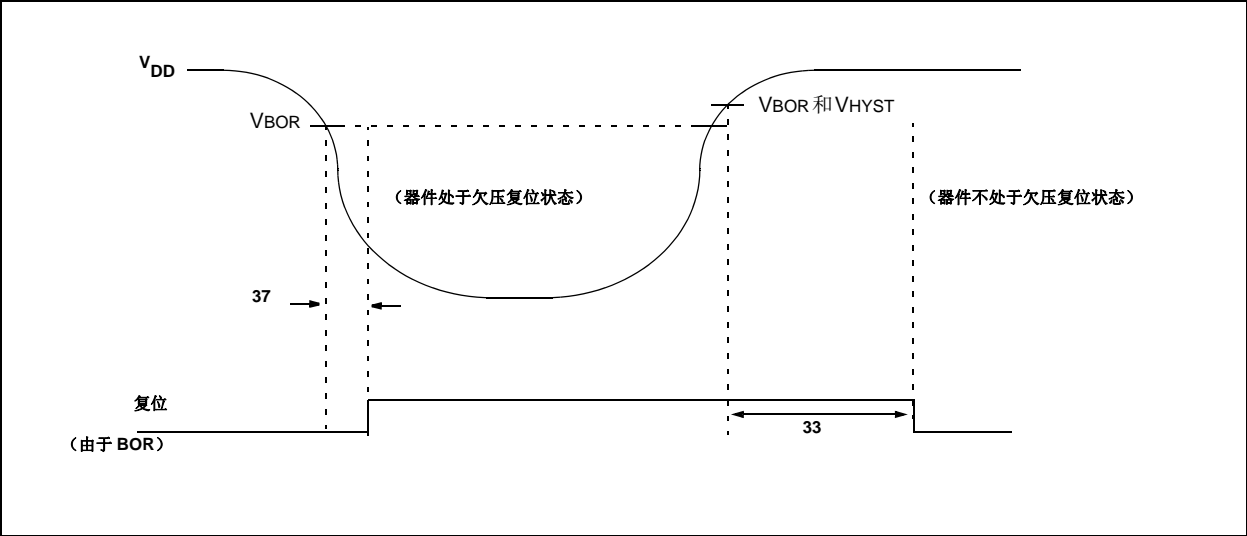 VDD
VBOR
VBOR 和 VHYST
（器件处于欠压复位状态）
（器件不处于欠压复位状态）
37
复位
（由于 BOR）
33